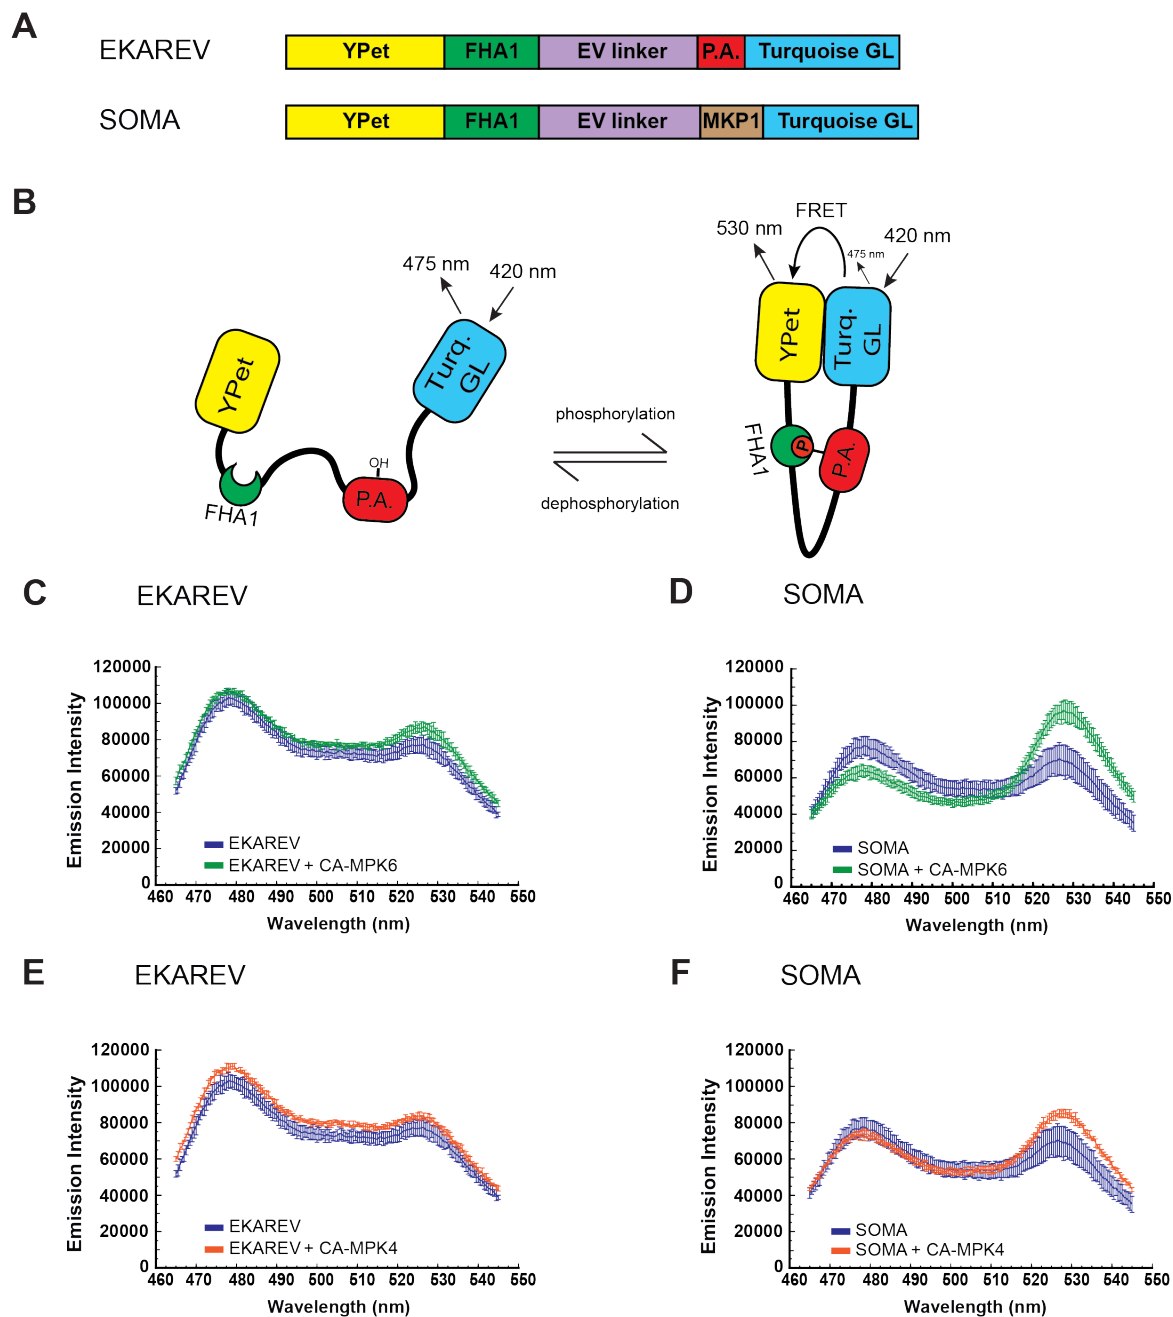 A
EKAREV
YPet FHA1 EV linker P.A. Turquoise GL
SOMA
YPet FHA1 EV linker MKP1 Turquoise GL
B
475 nm
420 nm
YPet
Turq.
GL
FHA1
OH
P.A.
phosphorylation
dephosphorylation
FRET
530 nm
475 nm
420 nm
YPet
Turq.
GL
FHA1
P
P.A.
C
EKAREV
Emission Intensity
120000
100000
80000
60000
40000
20000
0
EKAREV
EKAREV + CA-MPK6
460 470 480 490 500 510 520 530 540 550
Wavelength (nm)
D
SOMA
Emission Intensity
120000
100000
80000
60000
40000
20000
0
SOMA
SOMA + CA-MPK6
460 470 480 490 500 510 520 530 540 550
Wavelength (nm)
E
EKAREV
Emission Intensity
120000
100000
80000
60000
40000
20000
0
EKAREV
EKAREV + CA-MPK4
460 470 480 490 500 510 520 530 540 550
Wavelength (nm)
F
SOMA
Emission Intensity
120000
100000
80000
60000
40000
20000
0
SOMA
SOMA + CA-MPK4
460 470 480 490 500 510 520 530 540 550
Wavelength (nm)